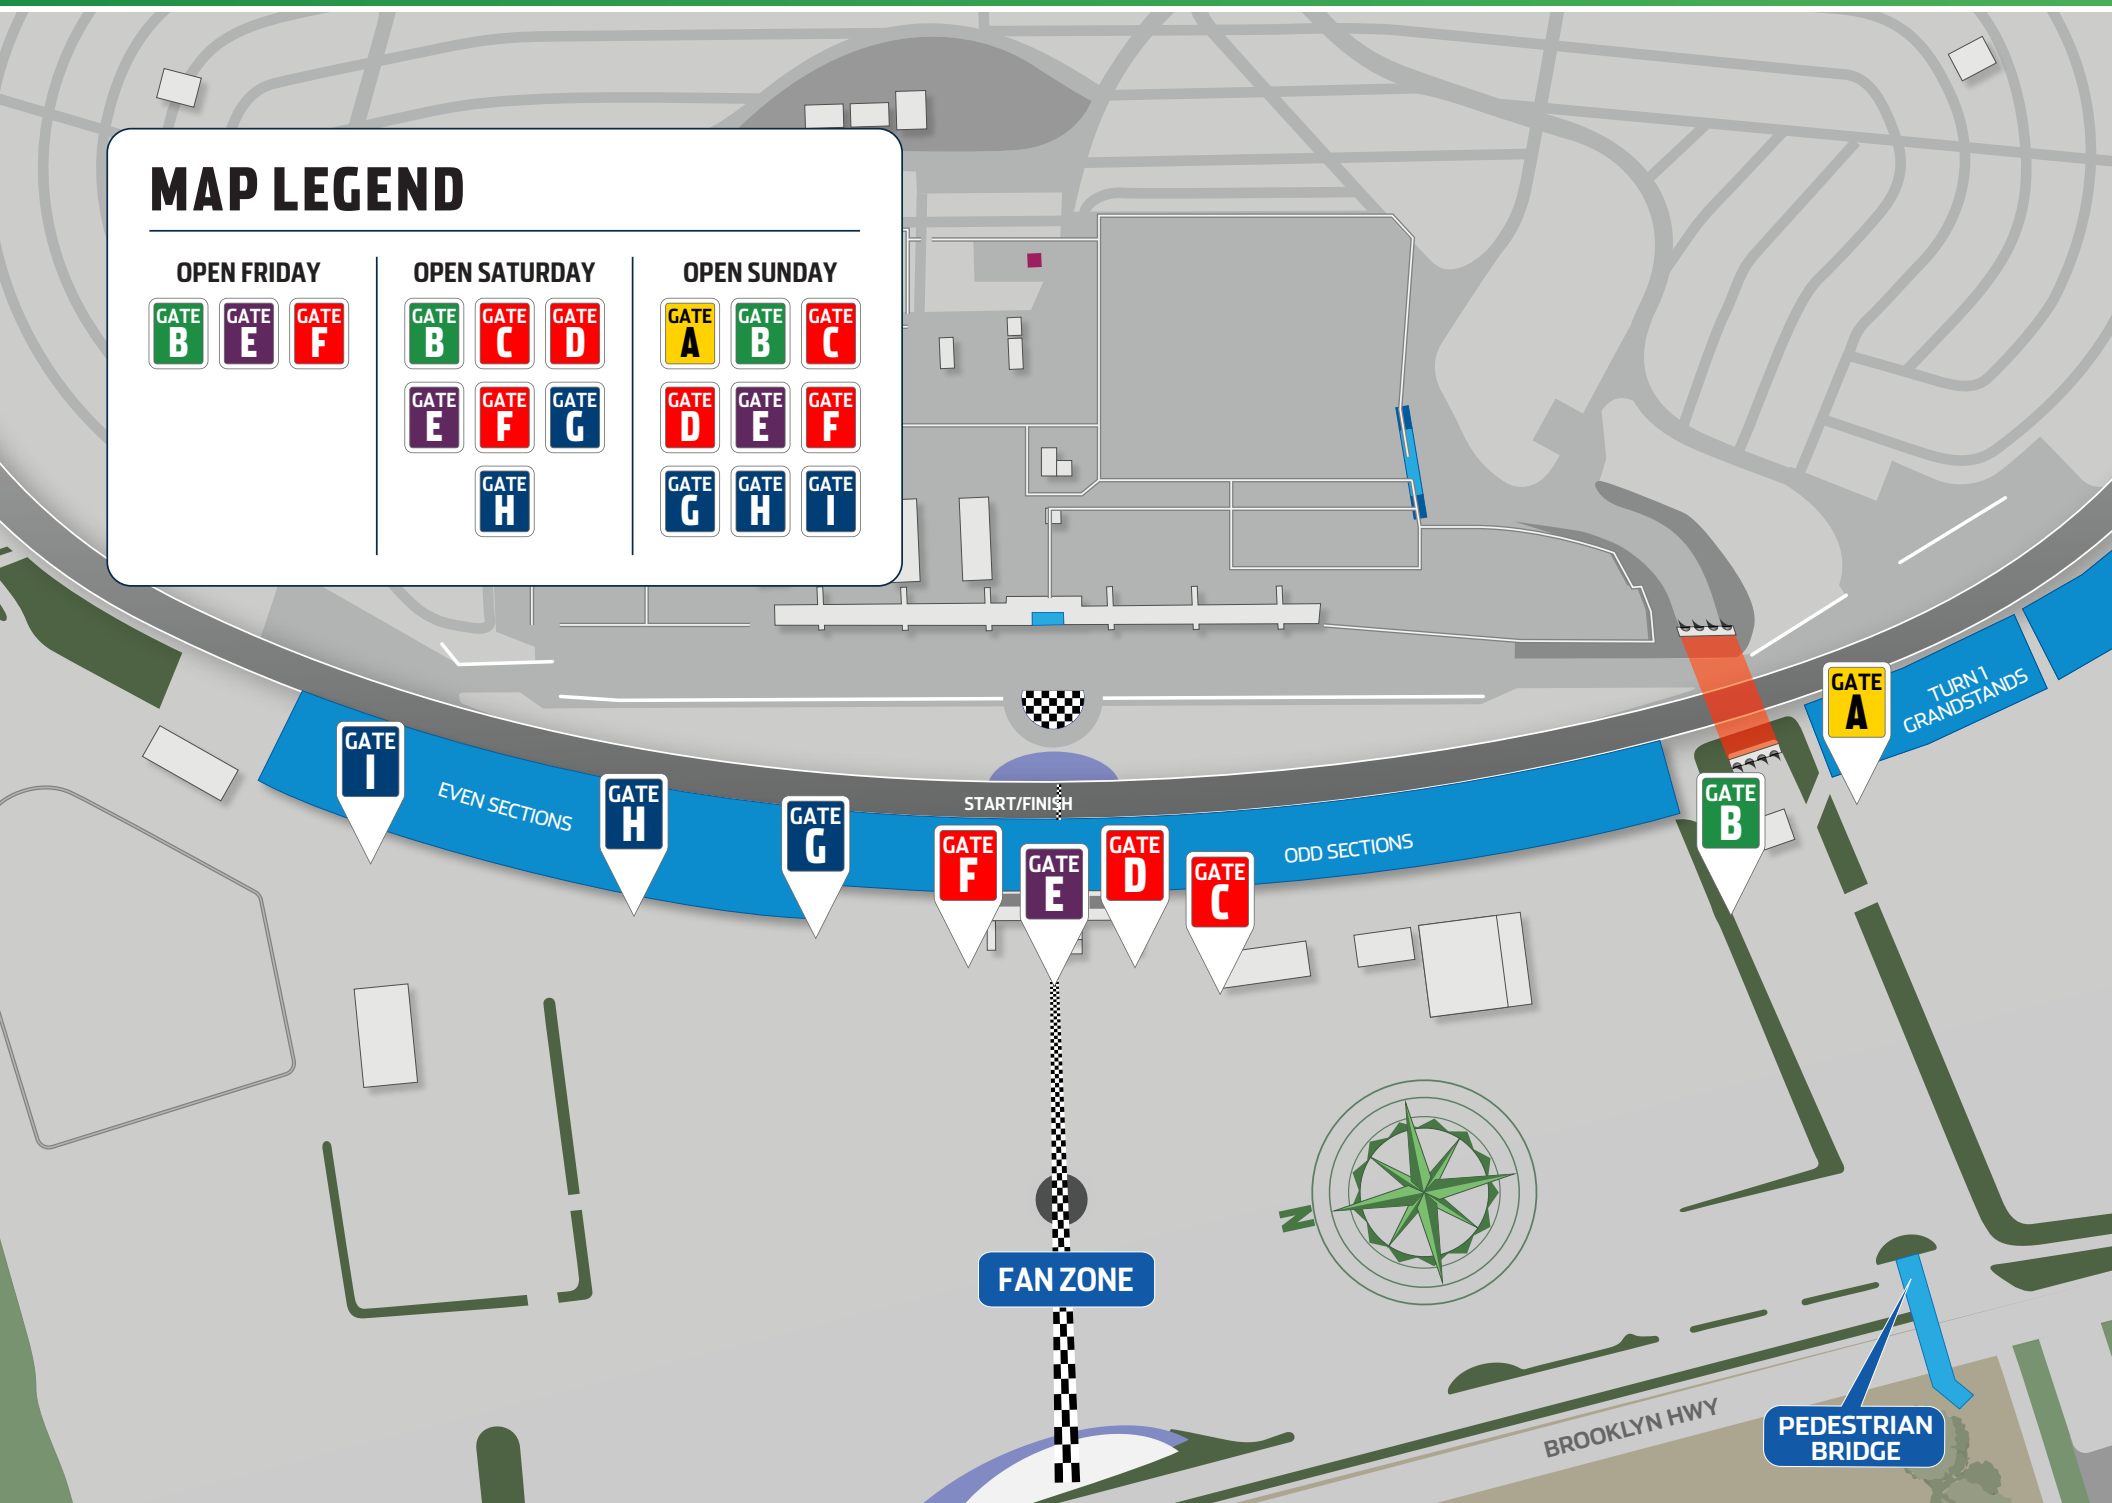 MAP LEGEND
OPEN FRIDAY
GATE B GATE E GATE F
OPEN SATURDAY
GATE B GATE C GATE D
GATE E GATE F GATE G
GATE H
OPEN SUNDAY
GATE A GATE B GATE C
GATE D GATE E GATE F
GATE G GATE H GATE I
GATE
A
TURN 1
GRANDSTANDS
GATE
I
EVEN SECTIONS
GATE
H
GATE
G
START/FINISH
GATE
F
GATE
E
GATE
D
GATE
C
ODD SECTIONS
GATE
B
N
FAN ZONE
BROOKLYN HWY
PEDESTRIAN
BRIDGE